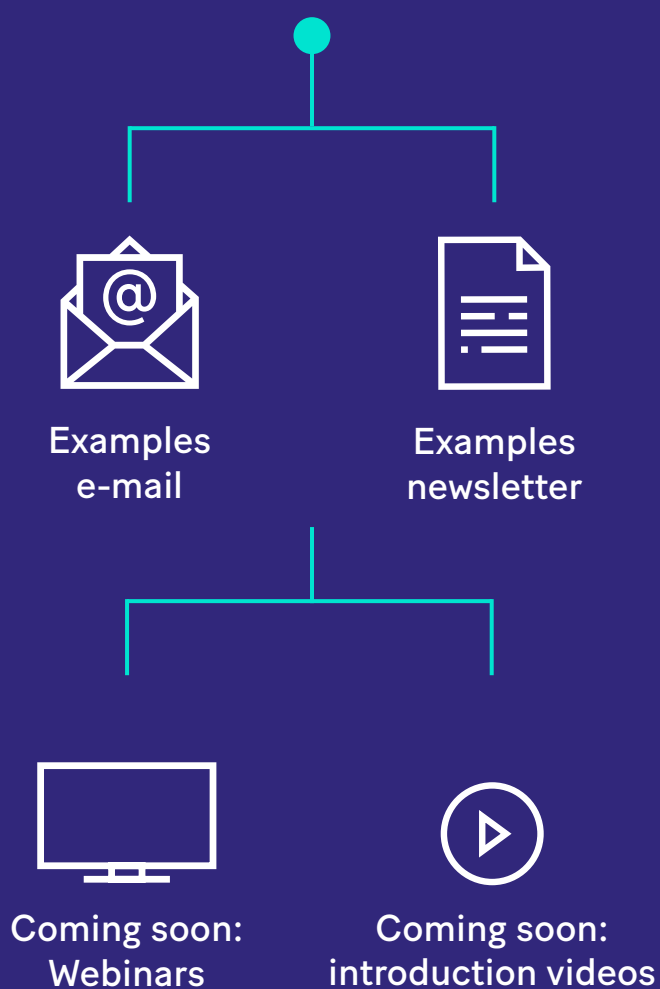 @
Examples
e-mail
Examples
newsletter
Coming soon:
Webinars
Coming soon:
introduction videos